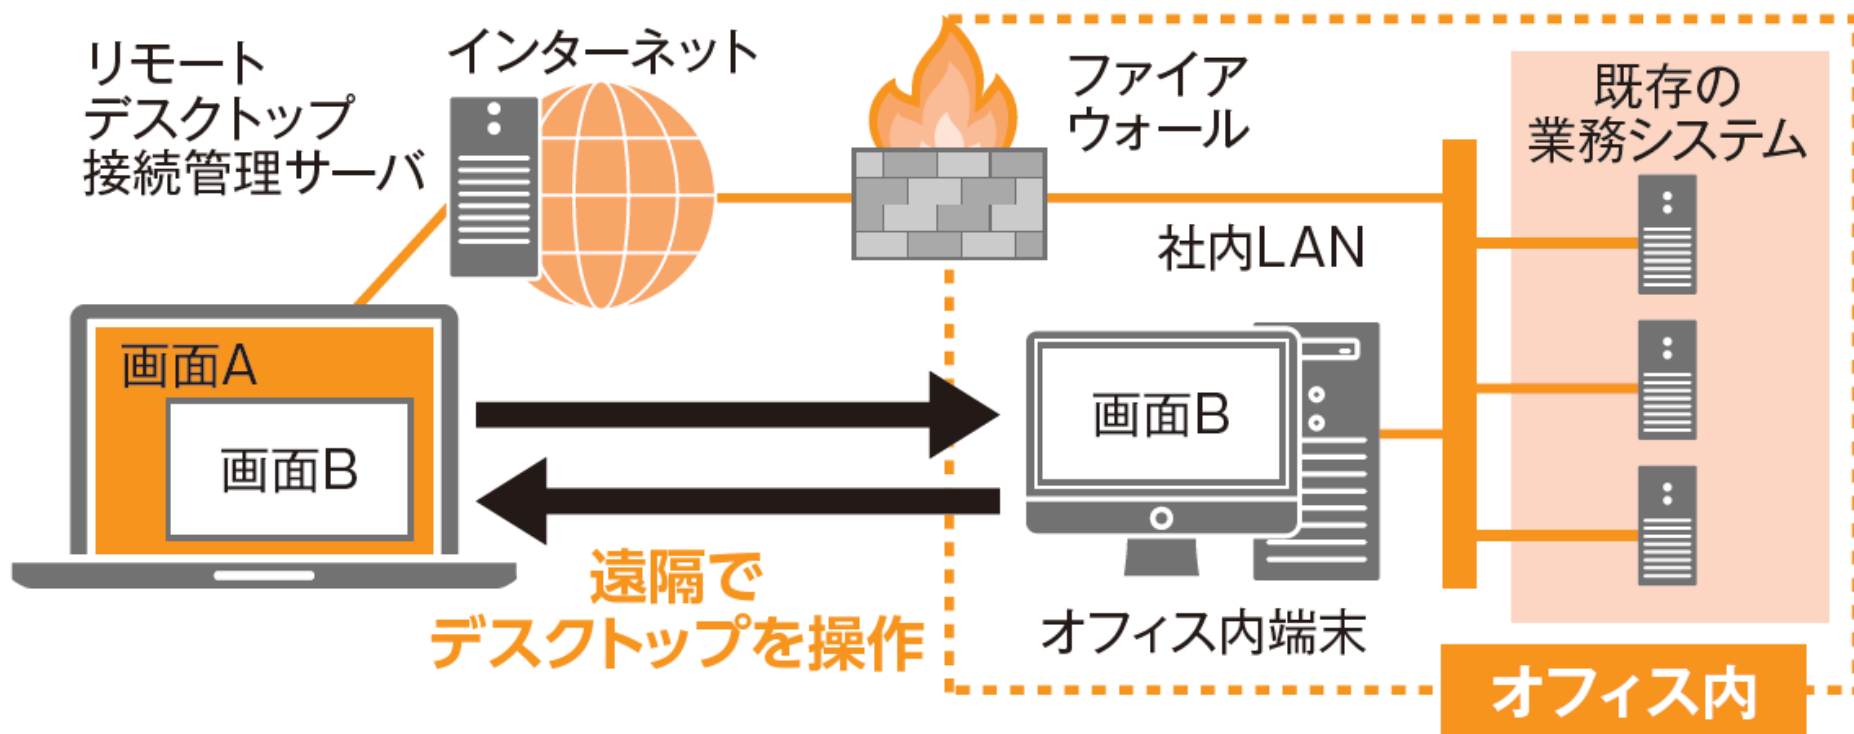 リモート
デスクトップ
接続管理サーバ
インターネット
ファイア
ウォール
既存の
業務システム
社内LAN
画面A
画面B
画面B
遠隔で
デスクトップを操作
オフィス内端末
オフィス内